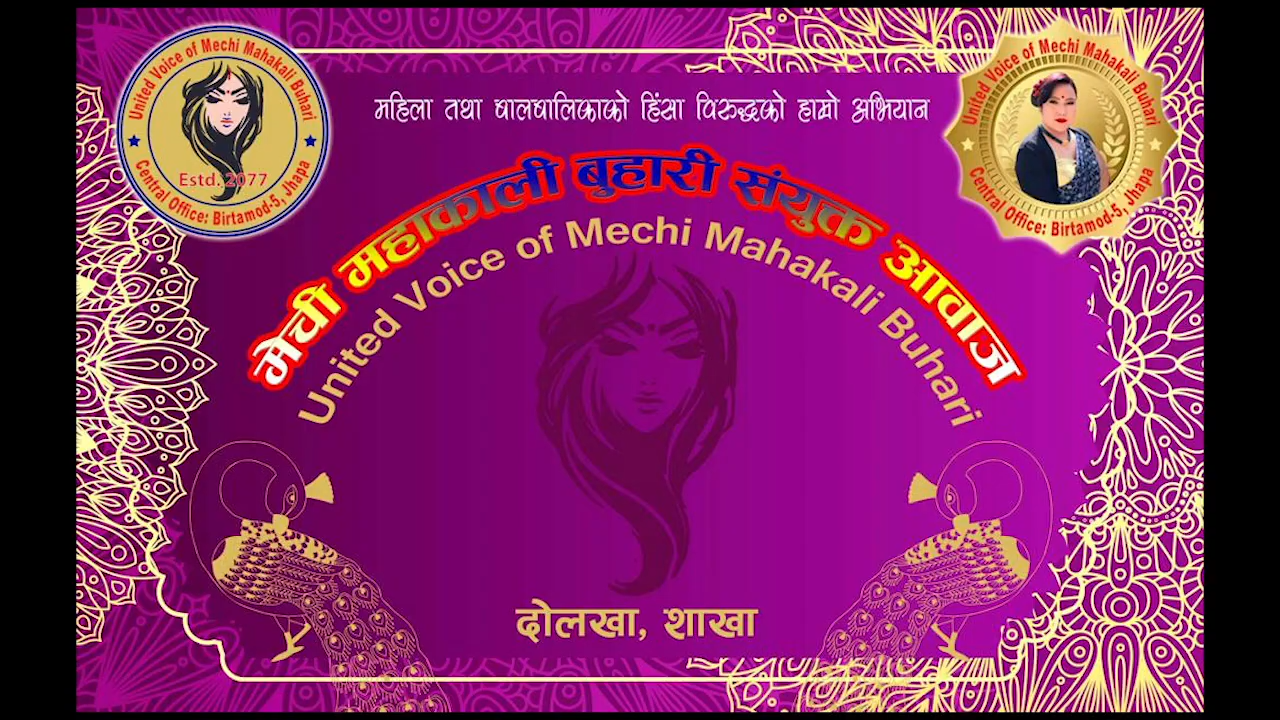 United Voice of Mechi Mahakali Buhari
Estd. 2077
Central Office: Birtamod-5, Jhapa
United Voice of Mechi Mahakali Buhari
Central Office: Birtamod-5, Jhapa
महिला तथा बालबालिकाको हिंसा विरुद्धको हाम्रो अभियान
मेची महाकाली बुहारी संयुक्त आवाज
United Voice of Mechi Mahakali Buhari
दोलखा, शाखा